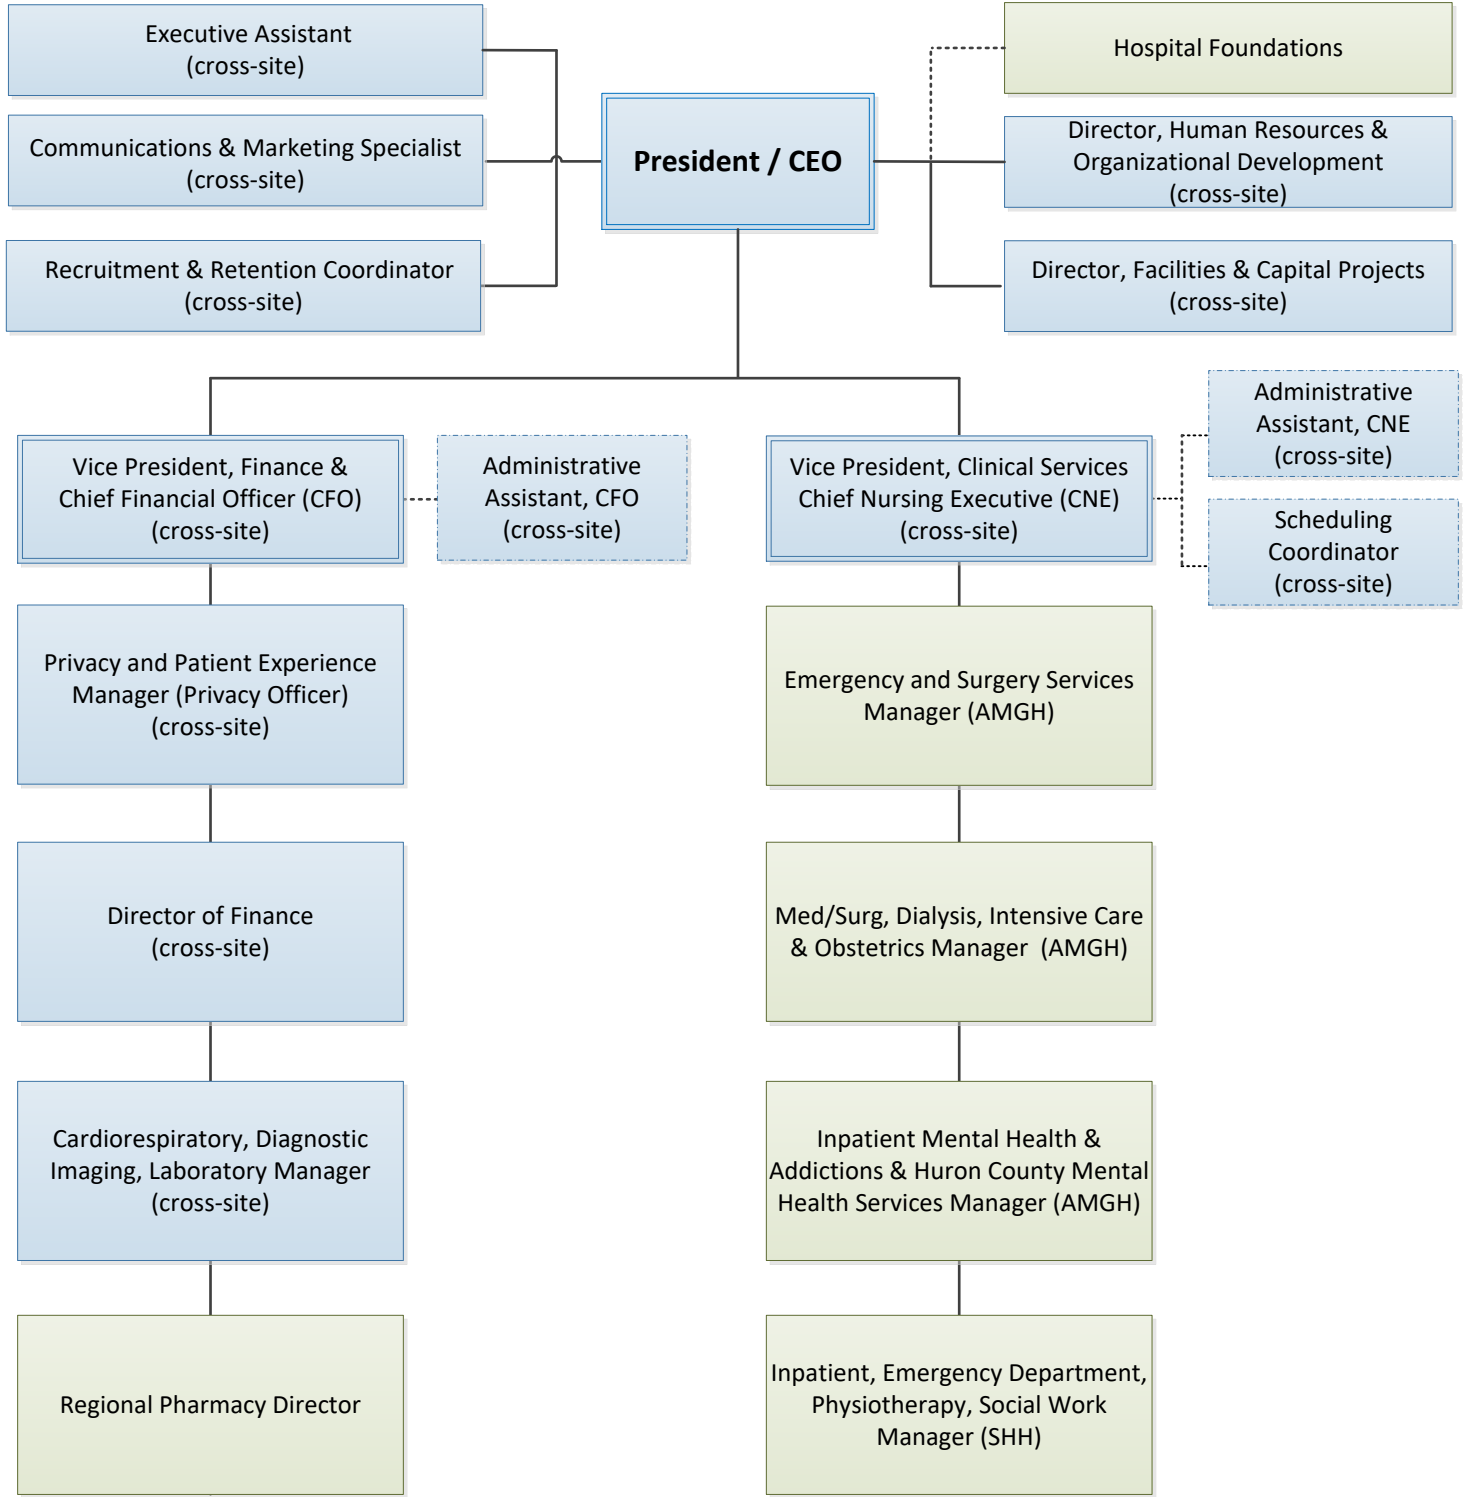 Executive Assistant
(cross-site)
Communications & Marketing Specialist
(cross-site)
Recruitment & Retention Coordinator
(cross-site)
President / CEO
Hospital Foundations
Director, Human Resources &
Organizational Development
(cross-site)
Director, Facilities & Capital Projects
(cross-site)
Vice President, Finance &
Chief Financial Officer (CFO)
(cross-site)
Administrative
Assistant, CFO
(cross-site)
Vice President, Clinical Services
Chief Nursing Executive (CNE)
(cross-site)
Administrative
Assistant, CNE
(cross-site)
Scheduling
Coordinator
(cross-site)
Privacy and Patient Experience
Manager (Privacy Officer)
(cross-site)
Emergency and Surgery Services
Manager (AMGH)
Director of Finance
(cross-site)
Med/Surg, Dialysis, Intensive Care
& Obstetrics Manager  (AMGH)
Cardiorespiratory, Diagnostic
Imaging, Laboratory Manager
(cross-site)
Inpatient Mental Health &
Addictions & Huron County Mental
Health Services Manager (AMGH)
Regional Pharmacy Director
Inpatient, Emergency Department,
Physiotherapy, Social Work
Manager (SHH)